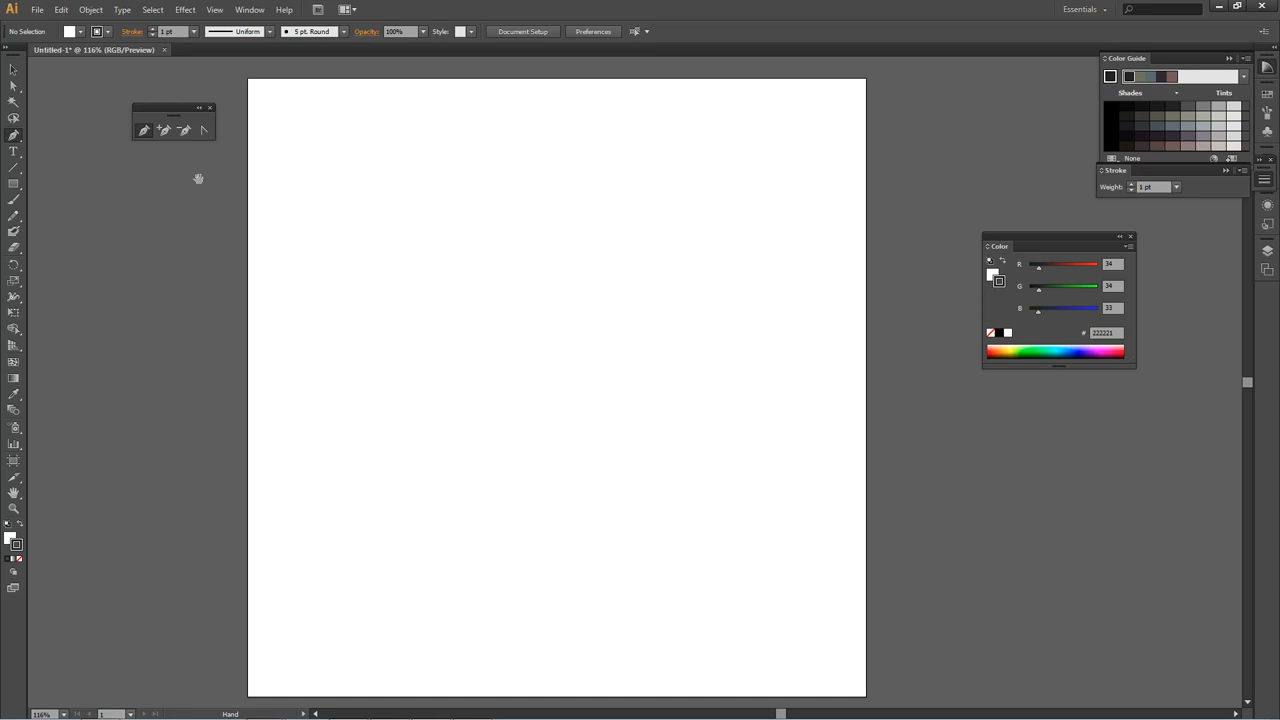 Ai File Edit Object Type Select Effect View Window Help Br Essentials
No Selection Stroke: 1 pt Uniform 5 pt. Round Opacity: 100% Style: Document Setup Preferences
Untitled-1* @ 116% (RGB/Preview) ×
Color Guide
Shades Tints
None
Stroke
Weight: 1 pt
Color
R 34
G 34
B 33
# 222221
116% 1 Hand